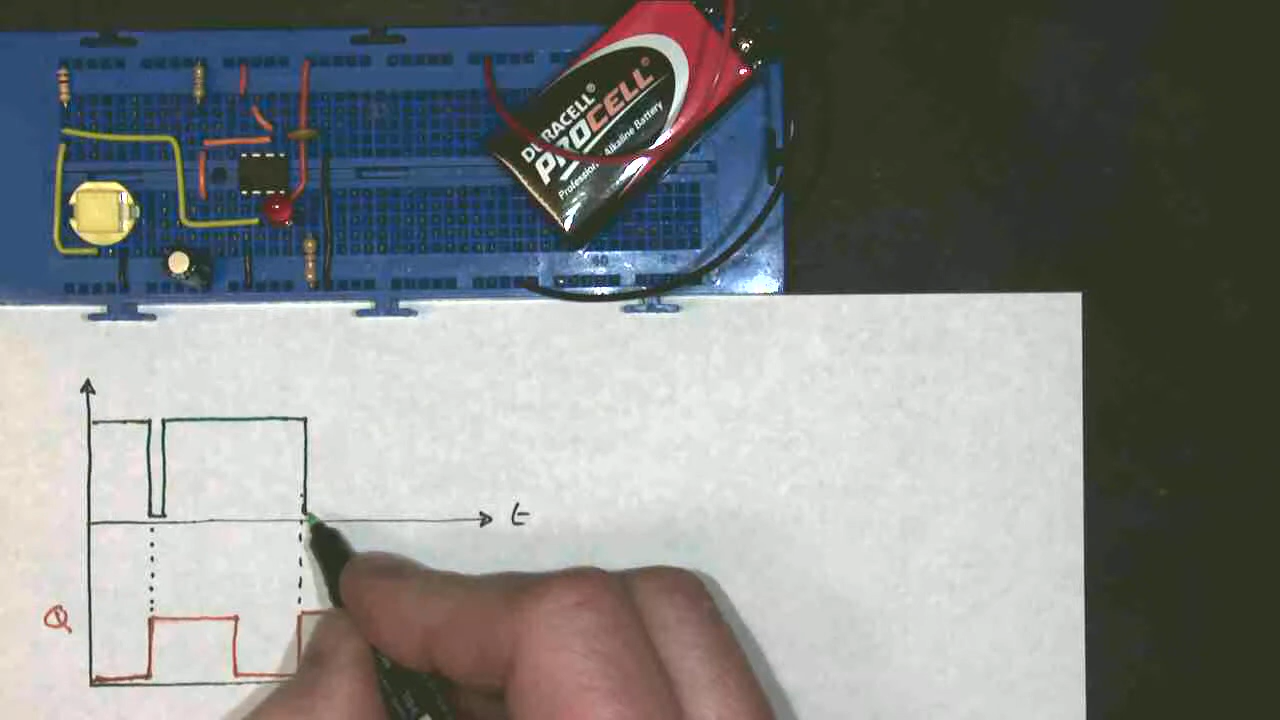 DURACELL®
PROCELL®
Professional Alkaline Battery
t
Q